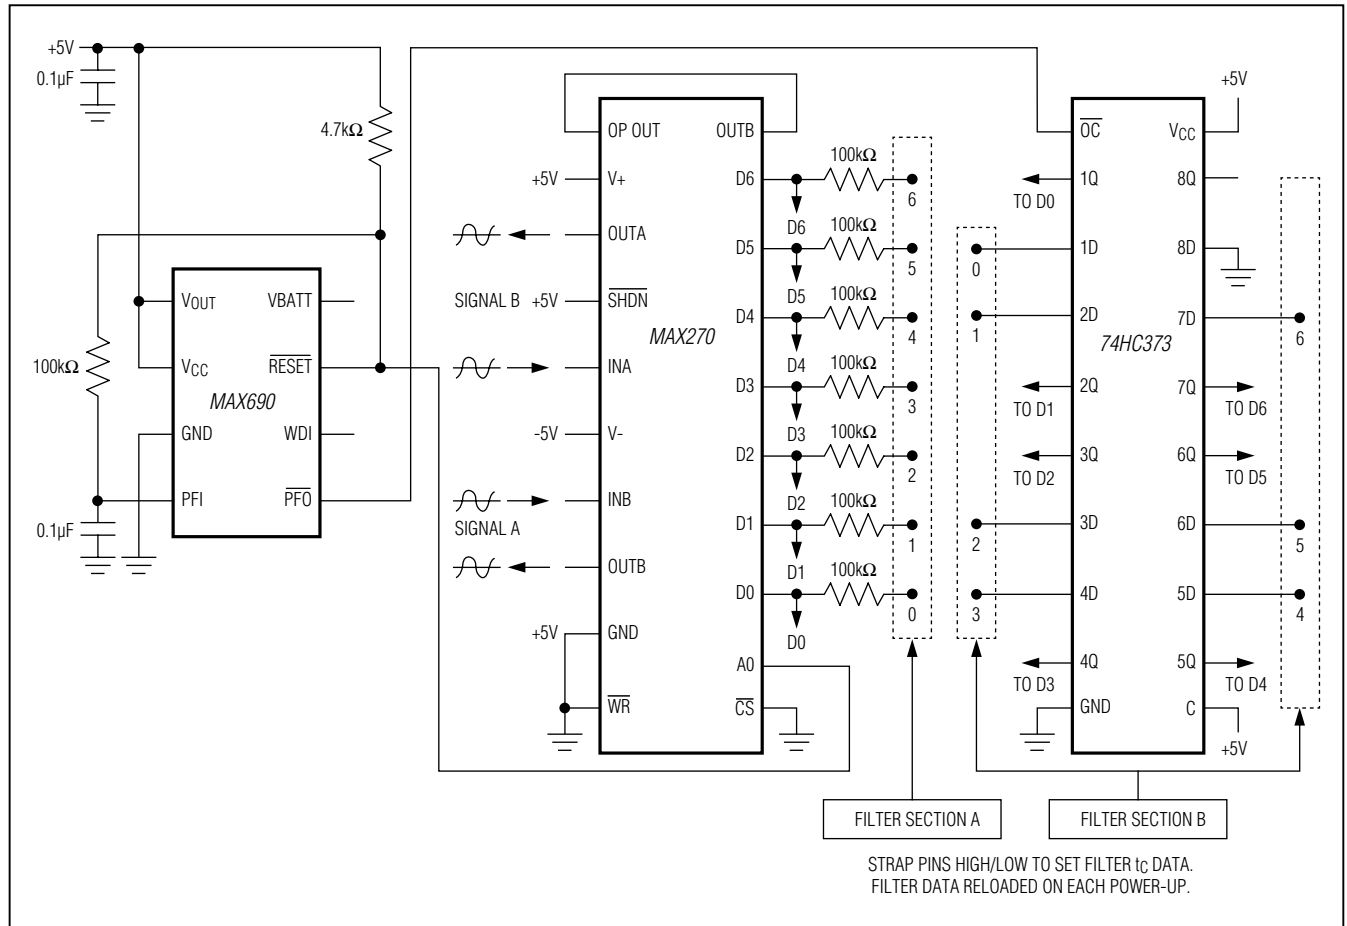 +5V
0.1µF
4.7kΩ
100kΩ
0.1µF
VOUT
VCC
GND
PFI
VBATT
RESET
WDI
PFO
MAX690
OP OUT
V+
OUTA
SHDN
INA
V-
INB
OUTB
GND
WR
OUTB
D6
D5
D4
D3
D2
D1
D0
A0
CS
MAX270
+5V
SIGNAL B
+5V
-5V
SIGNAL A
+5V
100kΩ
D6
6
100kΩ
D5
5
100kΩ
D4
4
100kΩ
D3
3
100kΩ
D2
2
100kΩ
D1
1
100kΩ
D0
0
0
1
2
3
OC
1Q
1D
2D
2Q
3Q
3D
4D
4Q
GND
TO D0
TO D1
TO D2
TO D3
74HC373
VCC
8Q
8D
7D
7Q
6Q
6D
5D
5Q
C
+5V
6
TO D6
TO D5
5
4
TO D4
+5V
FILTER SECTION A
FILTER SECTION B
STRAP PINS HIGH/LOW TO SET FILTER tC DATA.
FILTER DATA RELOADED ON EACH POWER-UP.